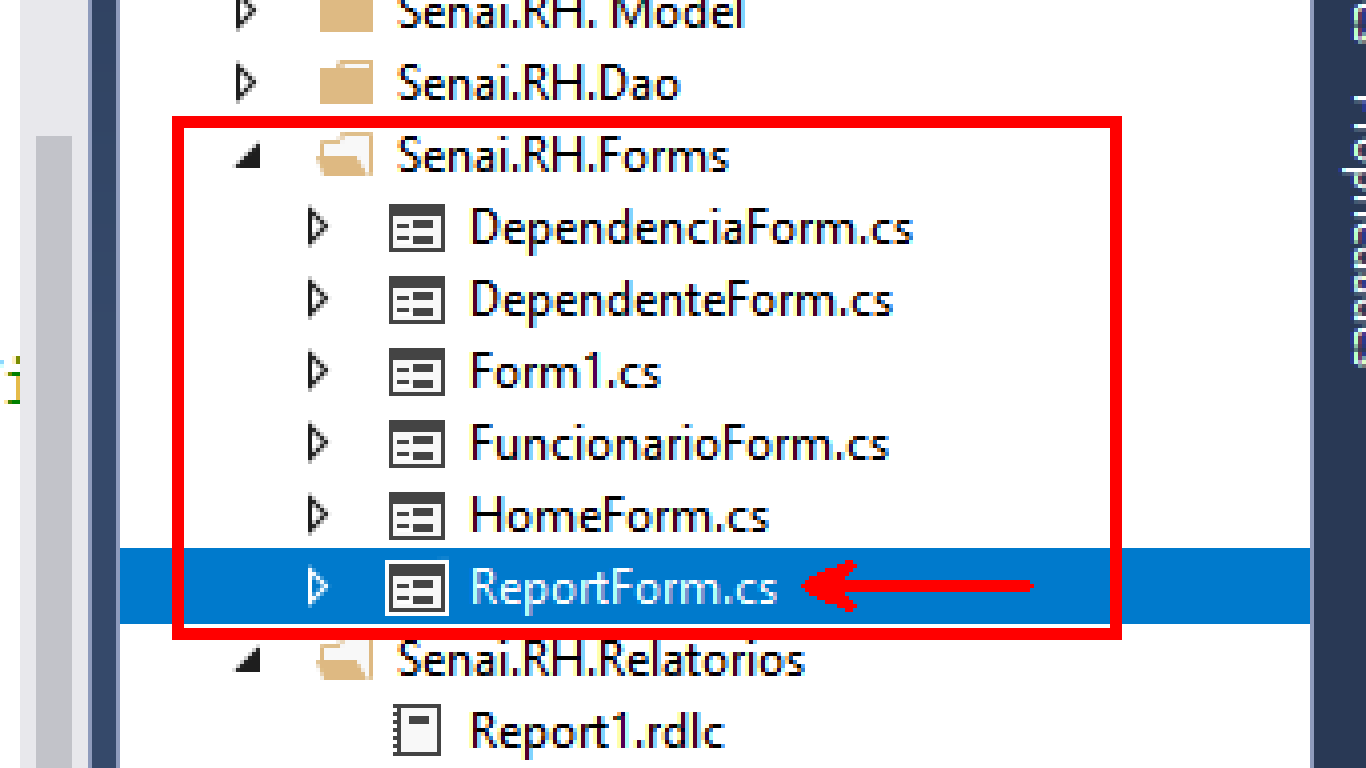 Senai.RH. Model
Senai.RH.Dao
Senai.RH.Forms
DependenciaForm.cs
DependenteForm.cs
Form1.cs
FuncionarioForm.cs
HomeForm.cs
ReportForm.cs
Senai.RH.Relatorios
Report1.rdlc